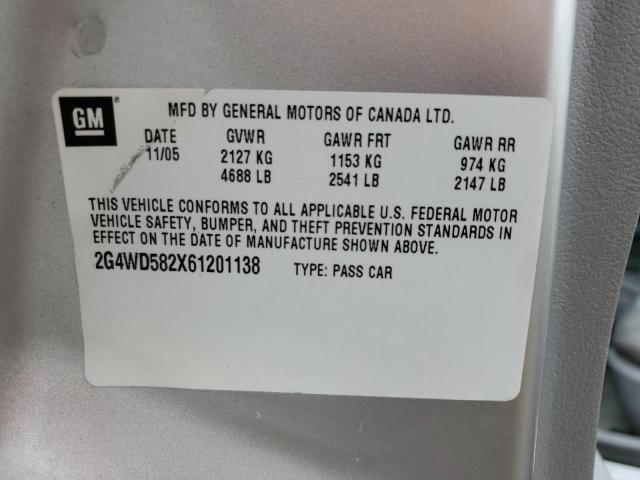 GM
MFD BY GENERAL MOTORS OF CANADA LTD.
DATE GVWR GAWR FRT GAWR RR
11/05 2127 KG 1153 KG 974 KG
4688 LB 2541 LB 2147 LB
THIS VEHICLE CONFORMS TO ALL APPLICABLE U.S. FEDERAL MOTOR
VEHICLE SAFETY, BUMPER, AND THEFT PREVENTION STANDARDS IN
EFFECT ON THE DATE OF MANUFACTURE SHOWN ABOVE.
2G4WD582X61201138 TYPE: PASS CAR